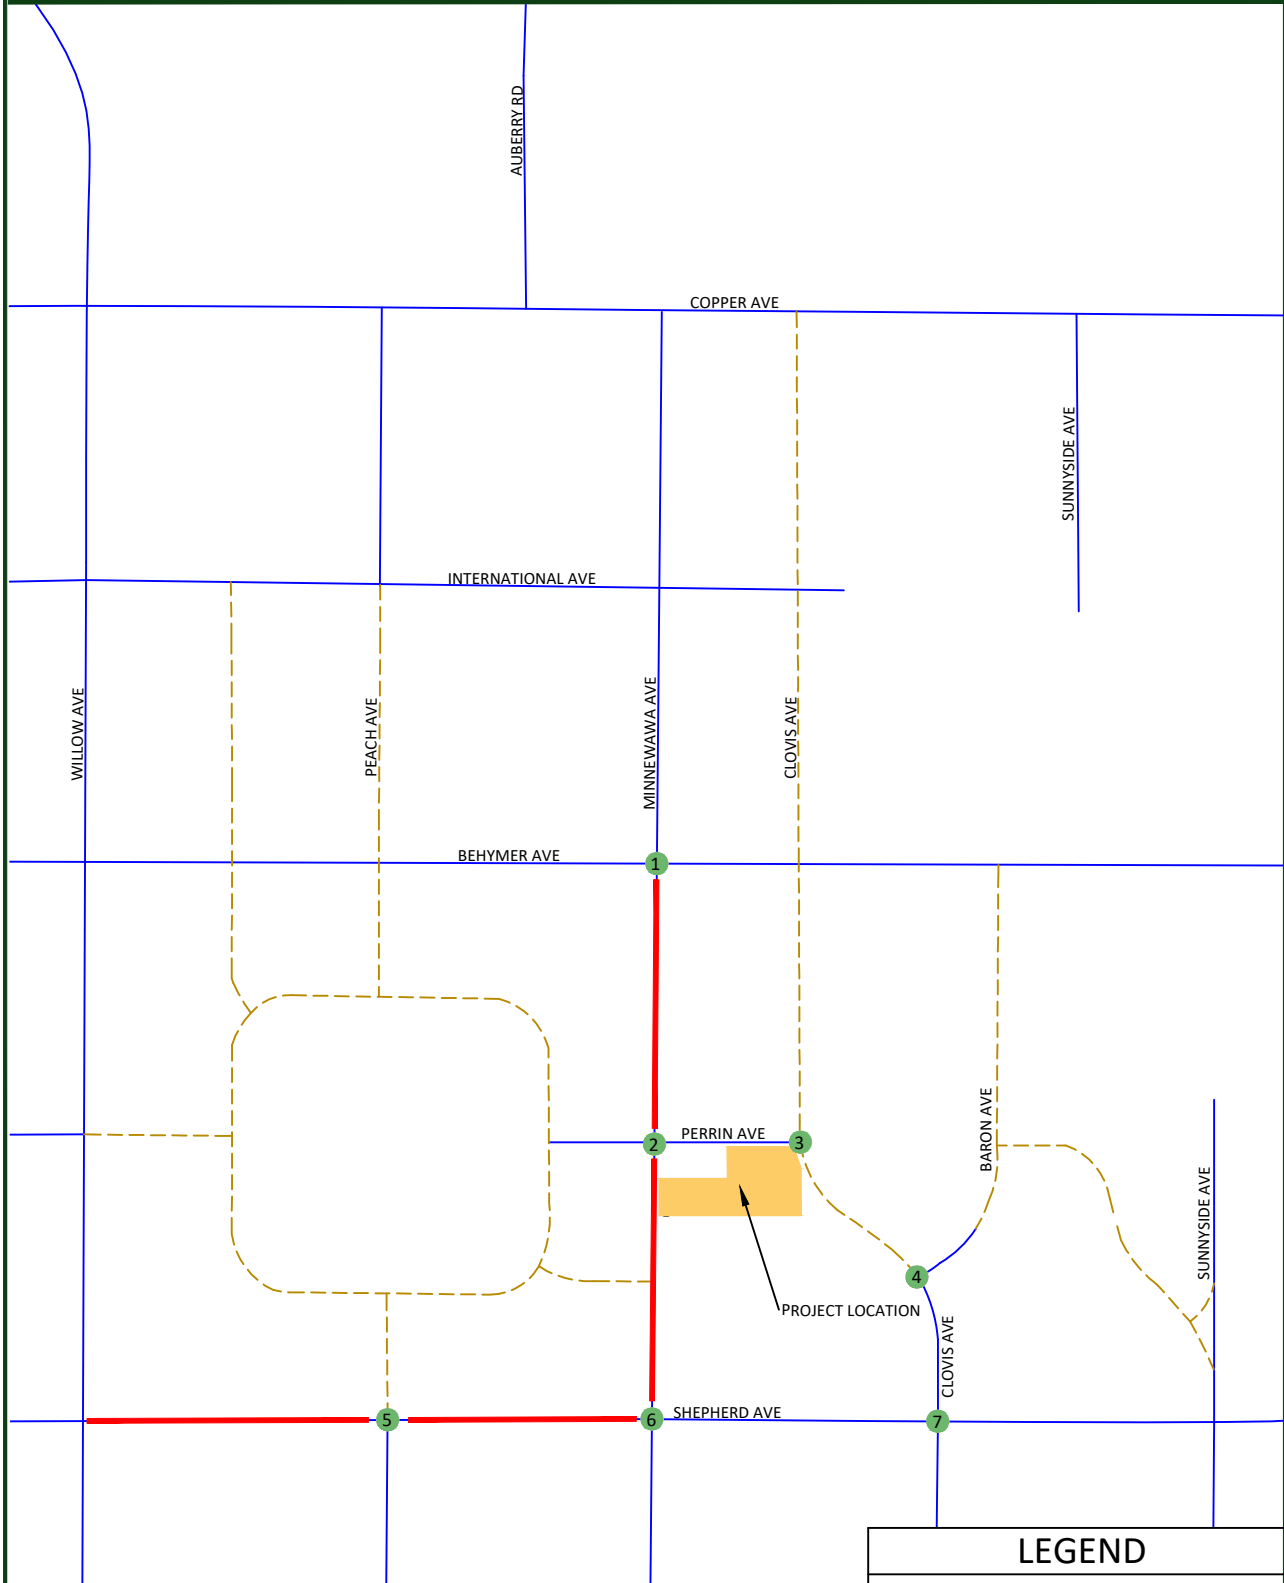 AUBERRY RD
COPPER AVE
SUNNYSIDE AVE
INTERNATIONAL AVE
WILLOW AVE
PEACH AVE
MINNEWAWA AVE
CLOVIS AVE
BEHYMER AVE
1
PERRIN AVE
2
3
BARON AVE
SUNNYSIDE AVE
4
PROJECT LOCATION
CLOVIS AVE
SHEPHERD AVE
5
6
7
LEGEND